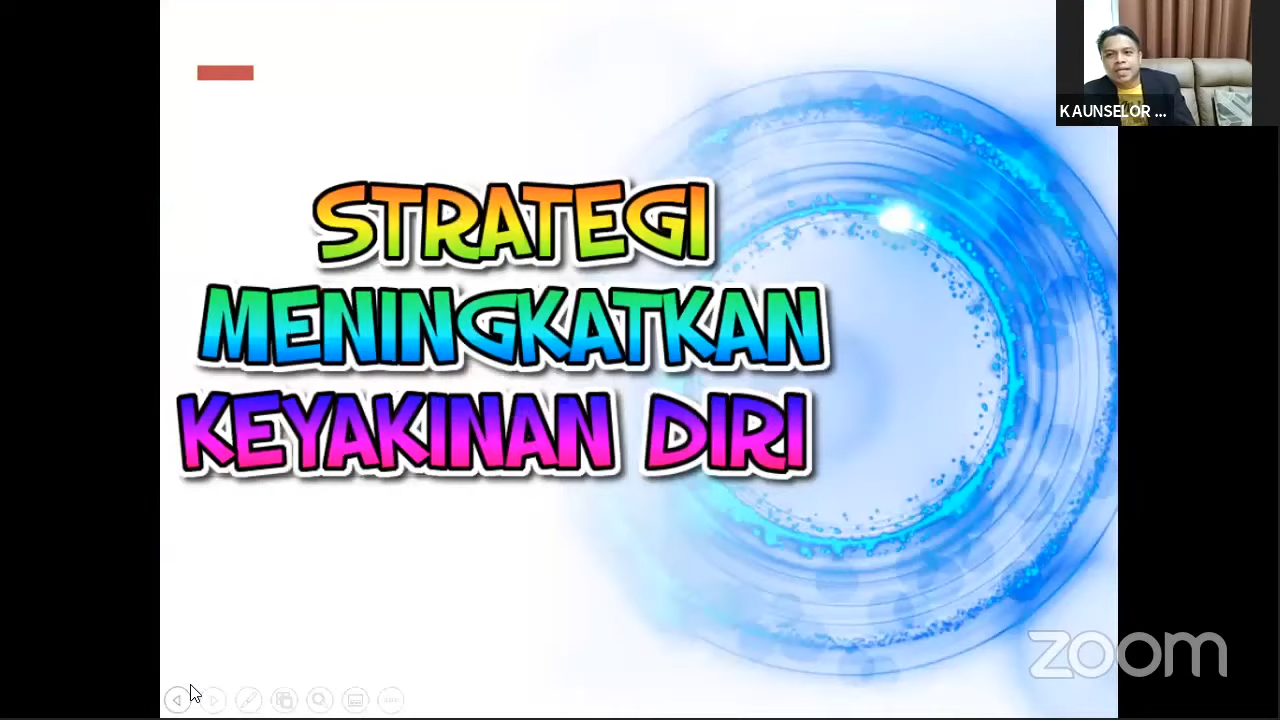 STRATEGI
MENINGKATKAN
KEYAKINAN DIRI
KAUNSELOR ...
zoom